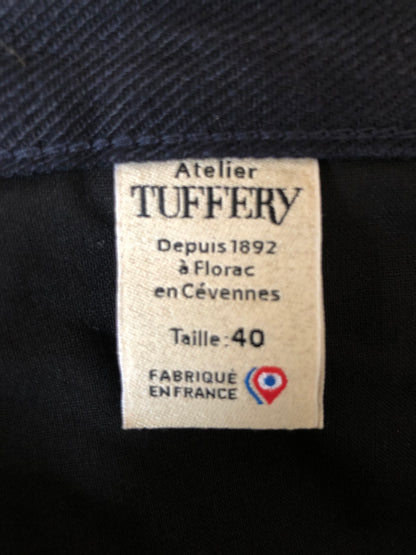 Atelier
TUFFERY
Depuis 1892
à Florac
en Cévennes
Taille : 40
FABRIQUÉ
EN FRANCE